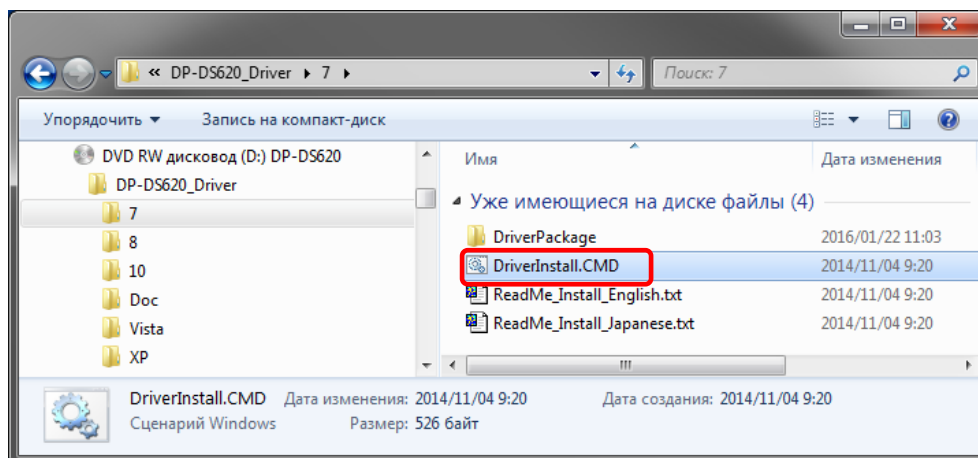 « DP-DS620_Driver ▸ 7 ▸ Поиск: 7
Упорядочить ▼ Запись на компакт-диск
DVD RW дисковод (D:) DP-DS620
DP-DS620_Driver
7
8
10
Doc
Vista
XP
Имя Дата изменения
Уже имеющиеся на диске файлы (4)
DriverPackage 2016/01/22 11:03
DriverInstall.CMD 2014/11/04 9:20
ReadMe_Install_English.txt 2014/11/04 9:20
ReadMe_Install_Japanese.txt 2014/11/04 9:20
DriverInstall.CMD Дата изменения: 2014/11/04 9:20 Дата создания: 2014/11/04 9:20
Сценарий Windows Размер: 526 байт